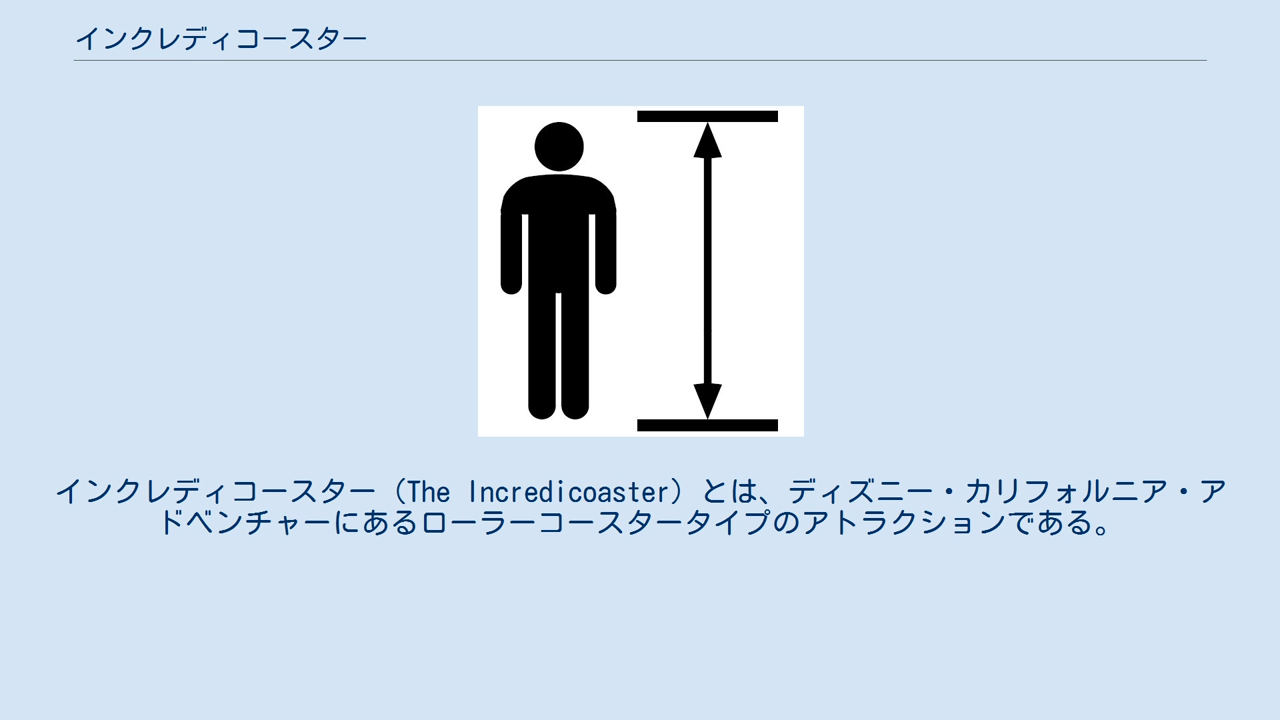 インクレディコースター
インクレディコースター（The Incredicoaster）とは、ディズニー・カリフォルニア・ア
ドベンチャーにあるローラーコースタータイプのアトラクションである。